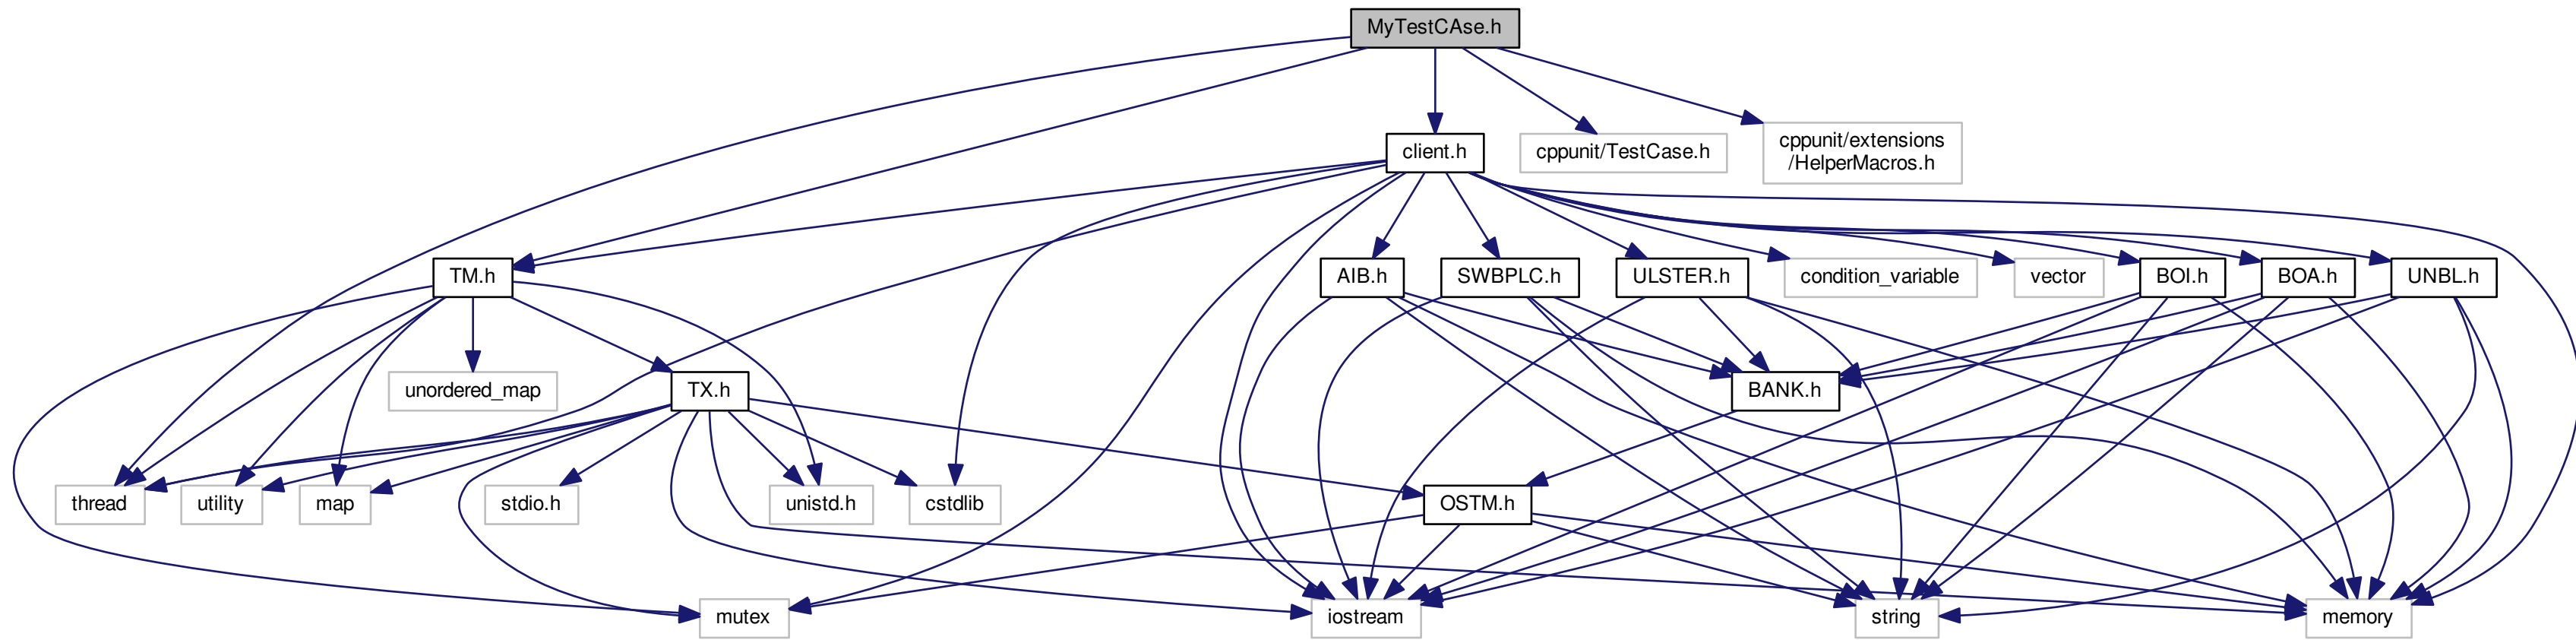 MyTestCAse.h
client.h
cppunit/TestCase.h
cppunit/extensions
/HelperMacros.h
TM.h
AIB.h
SWBPLC.h
ULSTER.h
condition_variable
vector
BOI.h
BOA.h
UNBL.h
unordered_map
TX.h
BANK.h
thread
utility
map
stdio.h
unistd.h
cstdlib
OSTM.h
mutex
iostream
string
memory